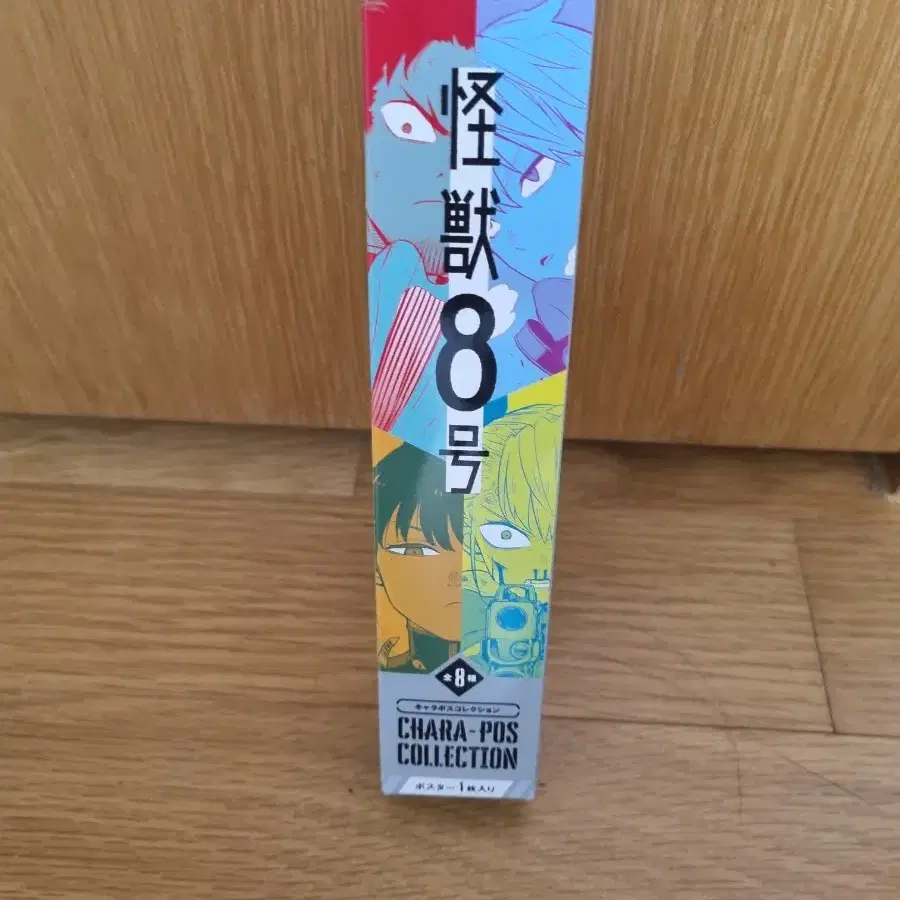 怪獣8号
全8種
キャラポスコレクション
CHARA-POS
COLLECTION
ポスター1枚入り